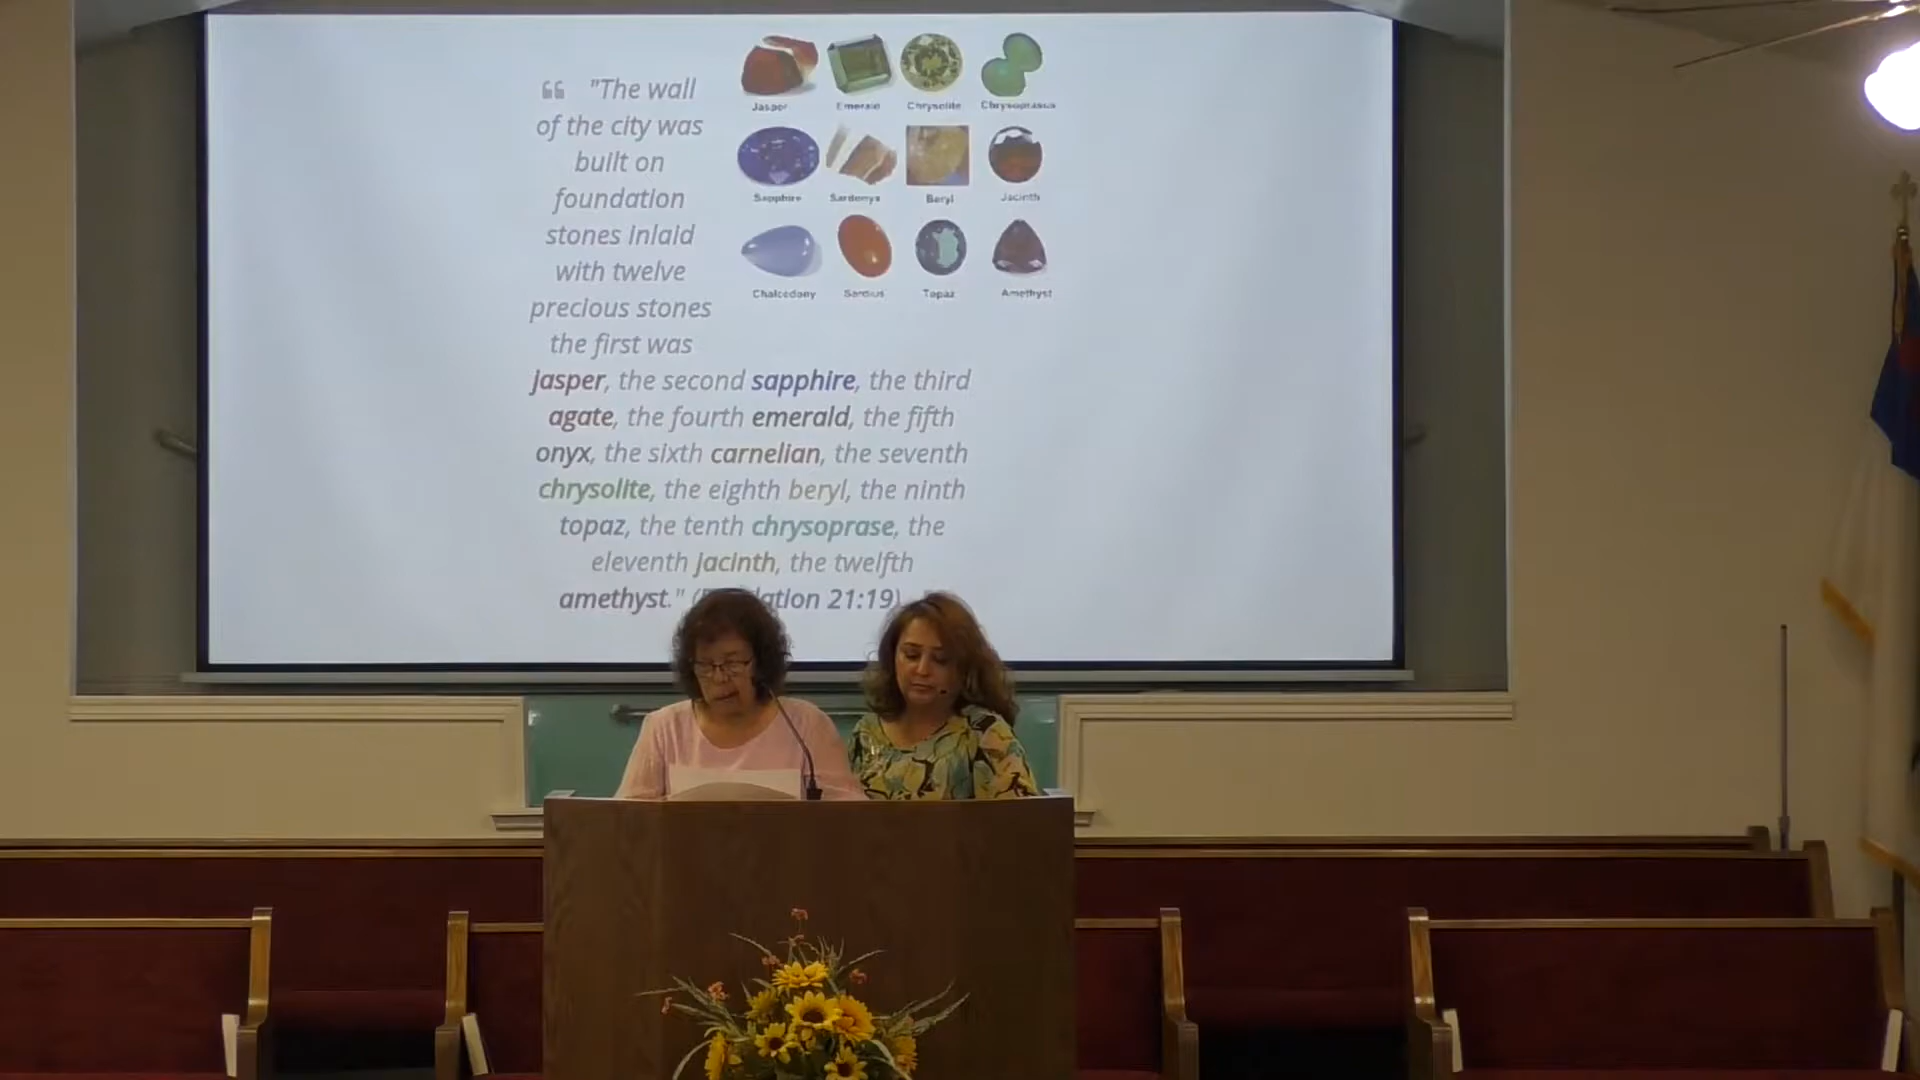 “ "The wall
of the city was
built on
foundation
stones inlaid
with twelve
precious stones
the first was
jasper, the second sapphire, the third
agate, the fourth emerald, the fifth
onyx, the sixth carnelian, the seventh
chrysolite, the eighth beryl, the ninth
topaz, the tenth chrysoprase, the
eleventh jacinth, the twelfth
amethyst." 21:19)
Jasper Emerald Chrysolite Chrysoprasus
Sapphire Sardonyx Beryl Jacinth
Chalcedony Sardius Topaz Amethyst